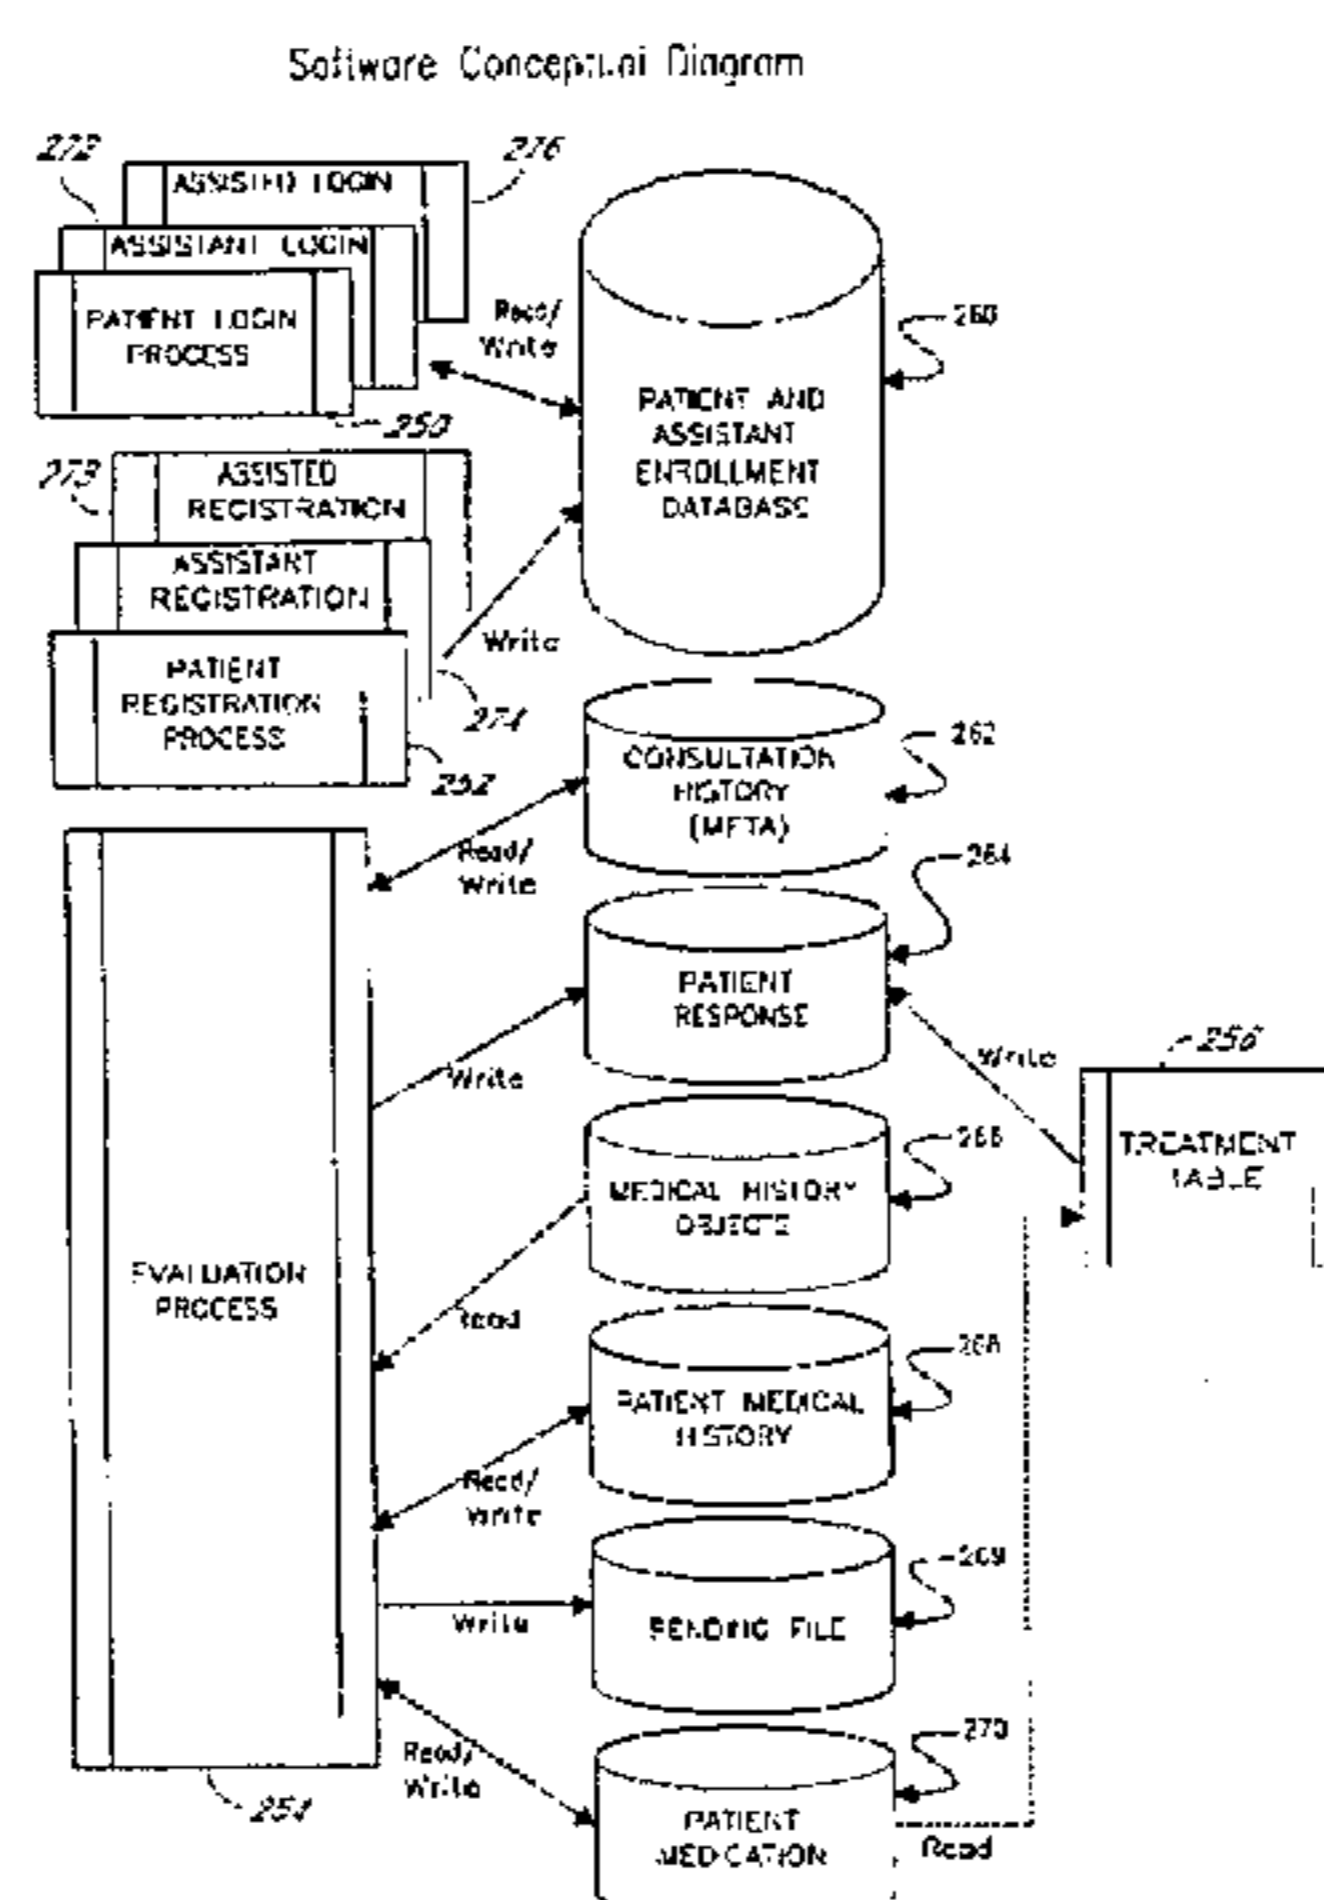 Software Conceptual Diagram
272
276
ASSISTED LOGIN
ASSISTANT LOGIN
PATIENT LOGIN
PROCESS
250
Read/
Write
260
PATIENT AND
ASSISTANT
ENROLLMENT
DATABASE
273
ASSISTED
REGISTRATION
ASSISTANT
REGISTRATION
PATIENT
REGISTRATION
PROCESS
274
252
Write
262
CONSULTATION
HISTORY
(META)
Read/
Write
264
PATIENT
RESPONSE
Write
Write
256
TREATMENT
TABLE
266
MEDICAL HISTORY
OBJECTS
Read
EVALUATION
PROCESS
268
PATIENT MEDICAL
HISTORY
Read/
Write
269
PENDING FILE
Write
270
Read/
Write
PATIENT
MEDICATION
Read
254